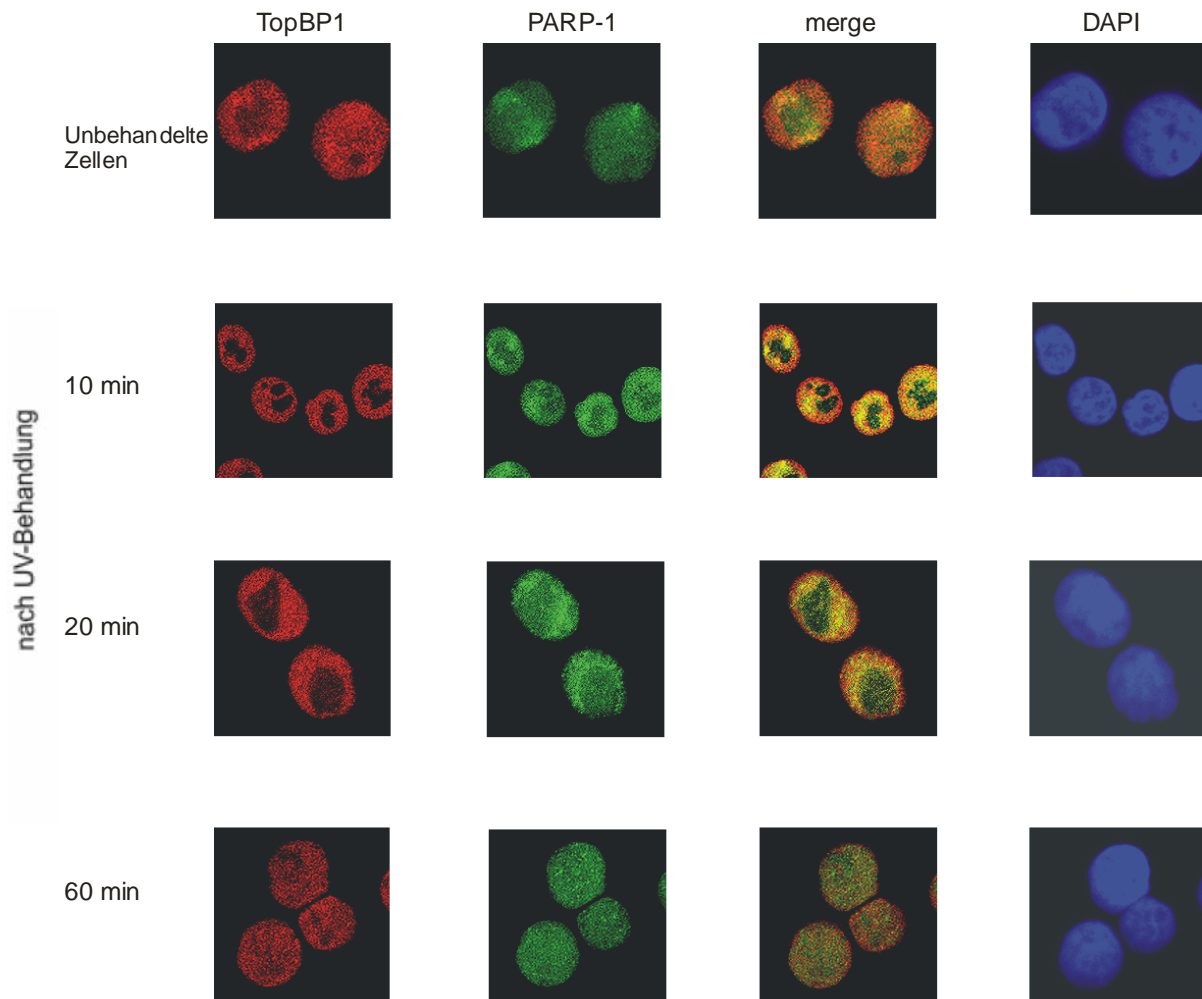 TopBP1 PARP-1 merge DAPI
Unbehandelte
Zellen
nach UV-Behandlung
10 min
20 min
60 min